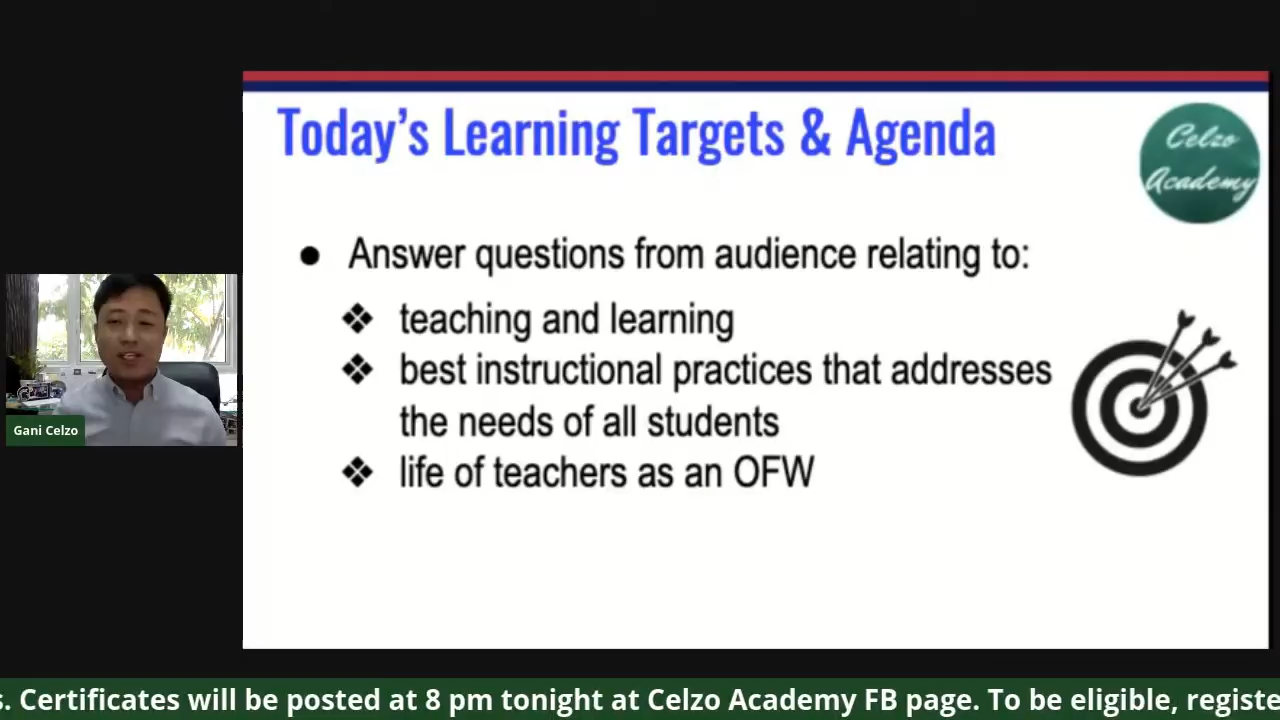 Today's Learning Targets & Agenda
Celzo
Academy
● Answer questions from audience relating to:
❖ teaching and learning
❖ best instructional practices that addresses
the needs of all students
❖ life of teachers as an OFW
Gani Celzo
s. Certificates will be posted at 8 pm tonight at Celzo Academy FB page. To be eligible, registe